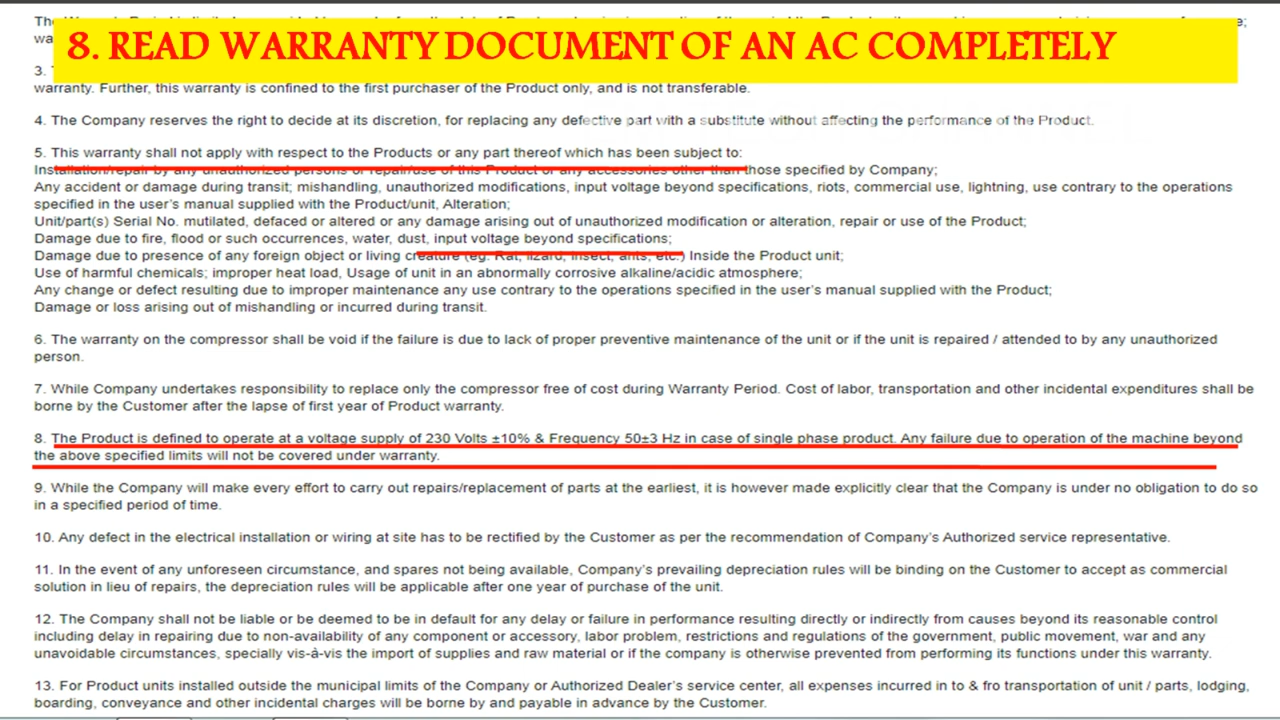 8. READ WARRANTY DOCUMENT OF AN AC COMPLETELY
wa
3.
warranty. Further, this warranty is confined to the first purchaser of the Product only, and is not transferable.
4. The Company reserves the right to decide at its discretion, for replacing any defective part with a substitute without affecting the performance of the Product.
5. This warranty shall not apply with respect to the Products or any part thereof which has been subject to:
Installation/repair by any unauthorized persons or repair/use of this Product or any accessories other than those specified by Company;
Any accident or damage during transit; mishandling, unauthorized modifications, input voltage beyond specifications, riots, commercial use, lightning, use contrary to the operations
specified in the user's manual supplied with the Product/unit, Alteration;
Unit/part(s) Serial No. mutilated, defaced or altered or any damage arising out of unauthorized modification or alteration, repair or use of the Product;
Damage due to fire, flood or such occurrences, water, dust, input voltage beyond specifications;
Damage due to presence of any foreign object or living creature (eg. Rat, lizard, insect, ants, etc.) Inside the Product unit;
Use of harmful chemicals; improper heat load, Usage of unit in an abnormally corrosive alkaline/acidic atmosphere;
Any change or defect resulting due to improper maintenance any use contrary to the operations specified in the user's manual supplied with the Product;
Damage or loss arising out of mishandling or incurred during transit.
6. The warranty on the compressor shall be void if the failure is due to lack of proper preventive maintenance of the unit or if the unit is repaired / attended to by any unauthorized
person.
7. While Company undertakes responsibility to replace only the compressor free of cost during Warranty Period. Cost of labor, transportation and other incidental expenditures shall be
borne by the Customer after the lapse of first year of Product warranty.
8. The Product is defined to operate at a voltage supply of 230 Volts ±10% & Frequency 50±3 Hz in case of single phase product. Any failure due to operation of the machine beyond
the above specified limits will not be covered under warranty.
9. While the Company will make every effort to carry out repairs/replacement of parts at the earliest, it is however made explicitly clear that the Company is under no obligation to do so
in a specified period of time.
10. Any defect in the electrical installation or wiring at site has to be rectified by the Customer as per the recommendation of Company's Authorized service representative.
11. In the event of any unforeseen circumstance, and spares not being available, Company's prevailing depreciation rules will be binding on the Customer to accept as commercial
solution in lieu of repairs, the depreciation rules will be applicable after one year of purchase of the unit.
12. The Company shall not be liable or be deemed to be in default for any delay or failure in performance resulting directly or indirectly from causes beyond its reasonable control
including delay in repairing due to non-availability of any component or accessory, labor problem, restrictions and regulations of the government, public movement, war and any
unavoidable circumstances, specially vis-à-vis the import of supplies and raw material or if the company is otherwise prevented from performing its functions under this warranty.
13. For Product units installed outside the municipal limits of the Company or Authorized Dealer's service center, all expenses incurred in to & fro transportation of unit / parts, lodging,
boarding, conveyance and other incidental charges will be borne by and payable in advance by the Customer.